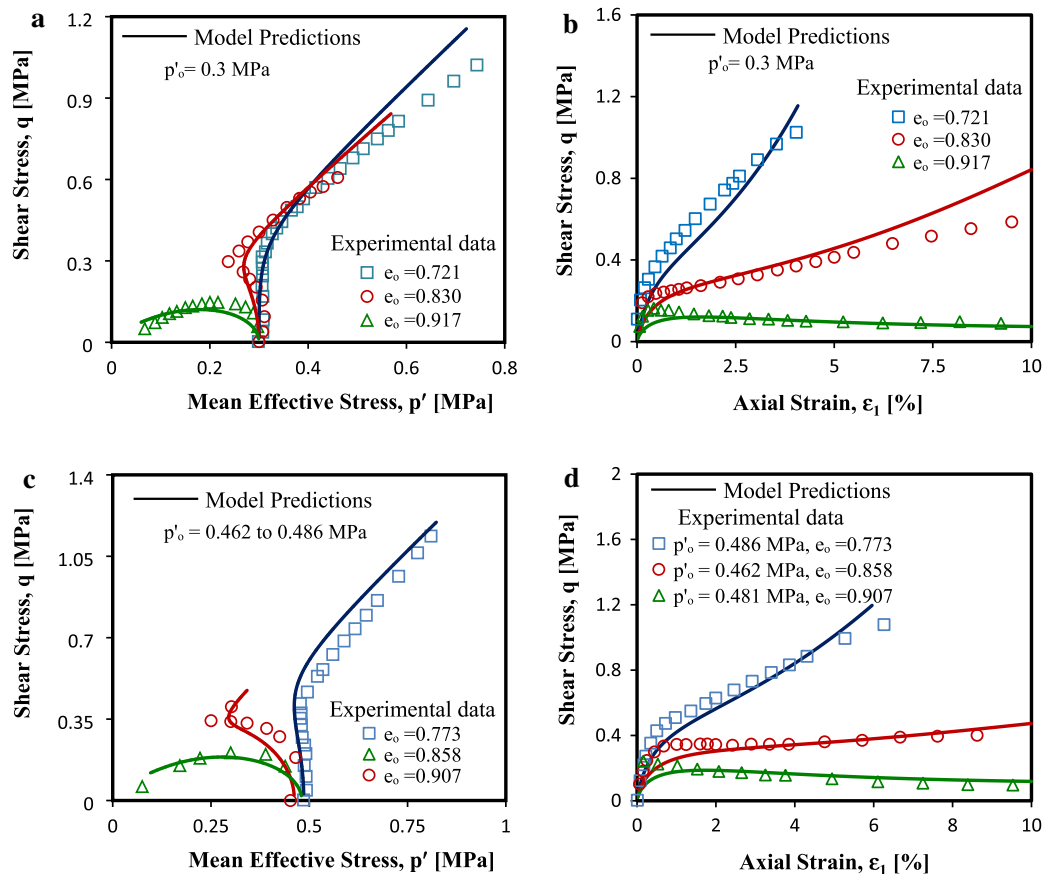 a
Shear Stress, q [MPa]
1.2
0.9
0.6
0.3
0
Model Predictions
p'o = 0.3 MPa
Experimental data
eo =0.721
eo =0.830
eo =0.917
0 0.2 0.4 0.6 0.8
Mean Effective Stress, p′ [MPa]
b
Shear Stress, q [MPa]
1.6
1.2
0.8
0.4
0
Model Predictions
p'o = 0.3 MPa
Experimental data
eo =0.721
eo =0.830
eo =0.917
0 2.5 5 7.5 10
Axial Strain, ε1 [%]
c
Shear Stress, q [MPa]
1.4
1.05
0.7
0.35
0
Model Predictions
p'o = 0.462 to 0.486 MPa
Experimental data
eo =0.773
eo =0.858
eo =0.907
0 0.25 0.5 0.75 1
Mean Effective Stress, p′ [MPa]
d
Shear Stress, q [MPa]
2
1.6
1.2
0.8
0.4
0
Model Predictions
Experimental data
p'o = 0.486 MPa, eo =0.773
p'o = 0.462 MPa, eo =0.858
p'o = 0.481 MPa, eo =0.907
0 2 4 6 8 10
Axial Strain, ε1 [%]